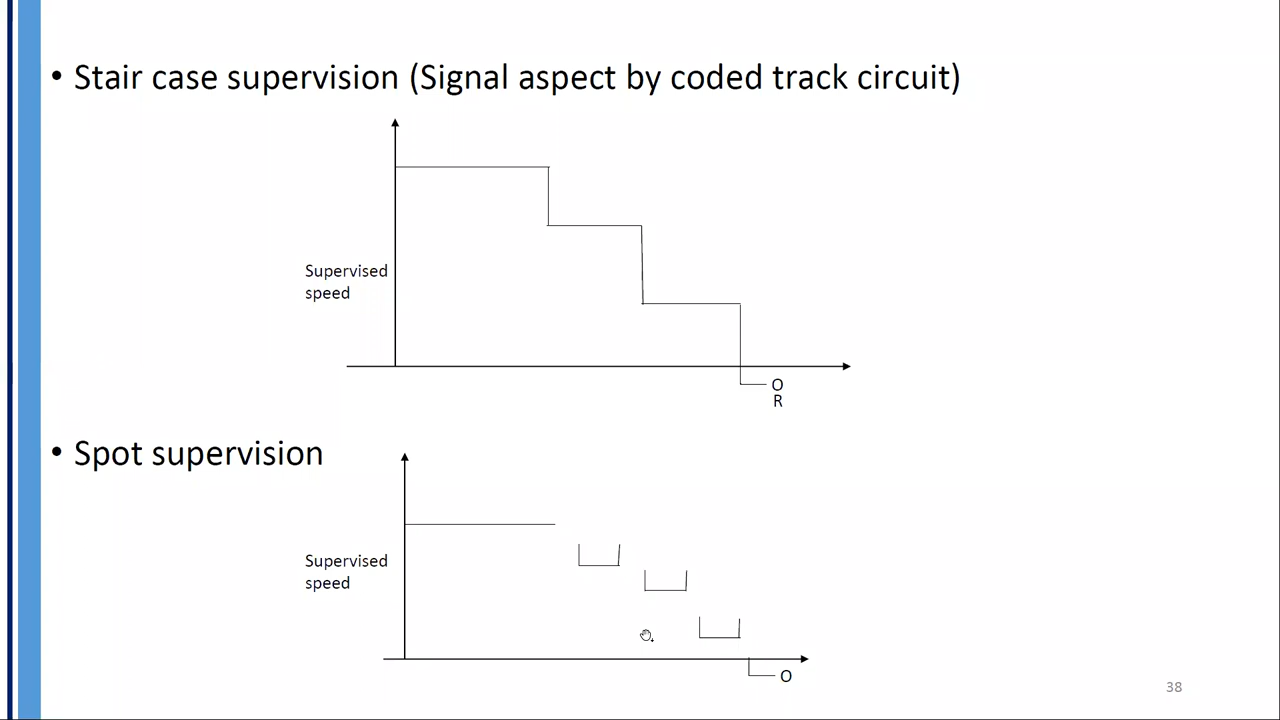 • Stair case supervision (Signal aspect by coded track circuit)
Supervised
speed
O
R
• Spot supervision
Supervised
speed
O
38